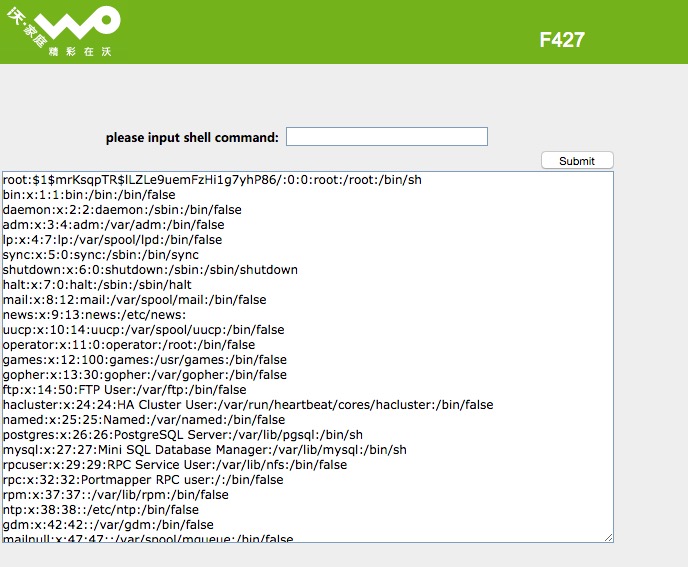 i沃·家庭
WO
精彩在沃
F427
please input shell command:
Submit
root:$1$mrKsqpTR$lLZLe9uemFzHi1g7yhP86/:0:0:root:/root:/bin/sh
bin:x:1:1:bin:/bin:/bin/false
daemon:x:2:2:daemon:/sbin:/bin/false
adm:x:3:4:adm:/var/adm:/bin/false
lp:x:4:7:lp:/var/spool/lpd:/bin/false
sync:x:5:0:sync:/sbin:/bin/sync
shutdown:x:6:0:shutdown:/sbin:/sbin/shutdown
halt:x:7:0:halt:/sbin:/sbin/halt
mail:x:8:12:mail:/var/spool/mail:/bin/false
news:x:9:13:news:/etc/news:
uucp:x:10:14:uucp:/var/spool/uucp:/bin/false
operator:x:11:0:operator:/root:/bin/false
games:x:12:100:games:/usr/games:/bin/false
gopher:x:13:30:gopher:/var/gopher:/bin/false
ftp:x:14:50:FTP User:/var/ftp:/bin/false
hacluster:x:24:24:HA Cluster User:/var/run/heartbeat/cores/hacluster:/bin/false
named:x:25:25:Named:/var/named:/bin/false
postgres:x:26:26:PostgreSQL Server:/var/lib/pgsql:/bin/sh
mysql:x:27:27:Mini SQL Database Manager:/var/lib/mysql:/bin/sh
rpcuser:x:29:29:RPC Service User:/var/lib/nfs:/bin/false
rpc:x:32:32:Portmapper RPC user:/:/bin/false
rpm:x:37:37::/var/lib/rpm:/bin/false
ntp:x:38:38::/etc/ntp:/bin/false
gdm:x:42:42::/var/gdm:/bin/false
mailnull:x:47:47::/var/spool/mqueue:/bin/false